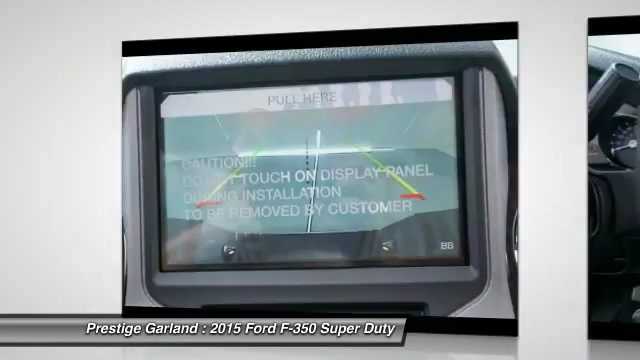 PULL HERE
CAUTION!!!
DO NOT TOUCH ON DISPLAY PANEL
DURING INSTALLATION
TO BE REMOVED BY CUSTOMER
BB
Prestige Garland : 2015 Ford F-350 Super Duty